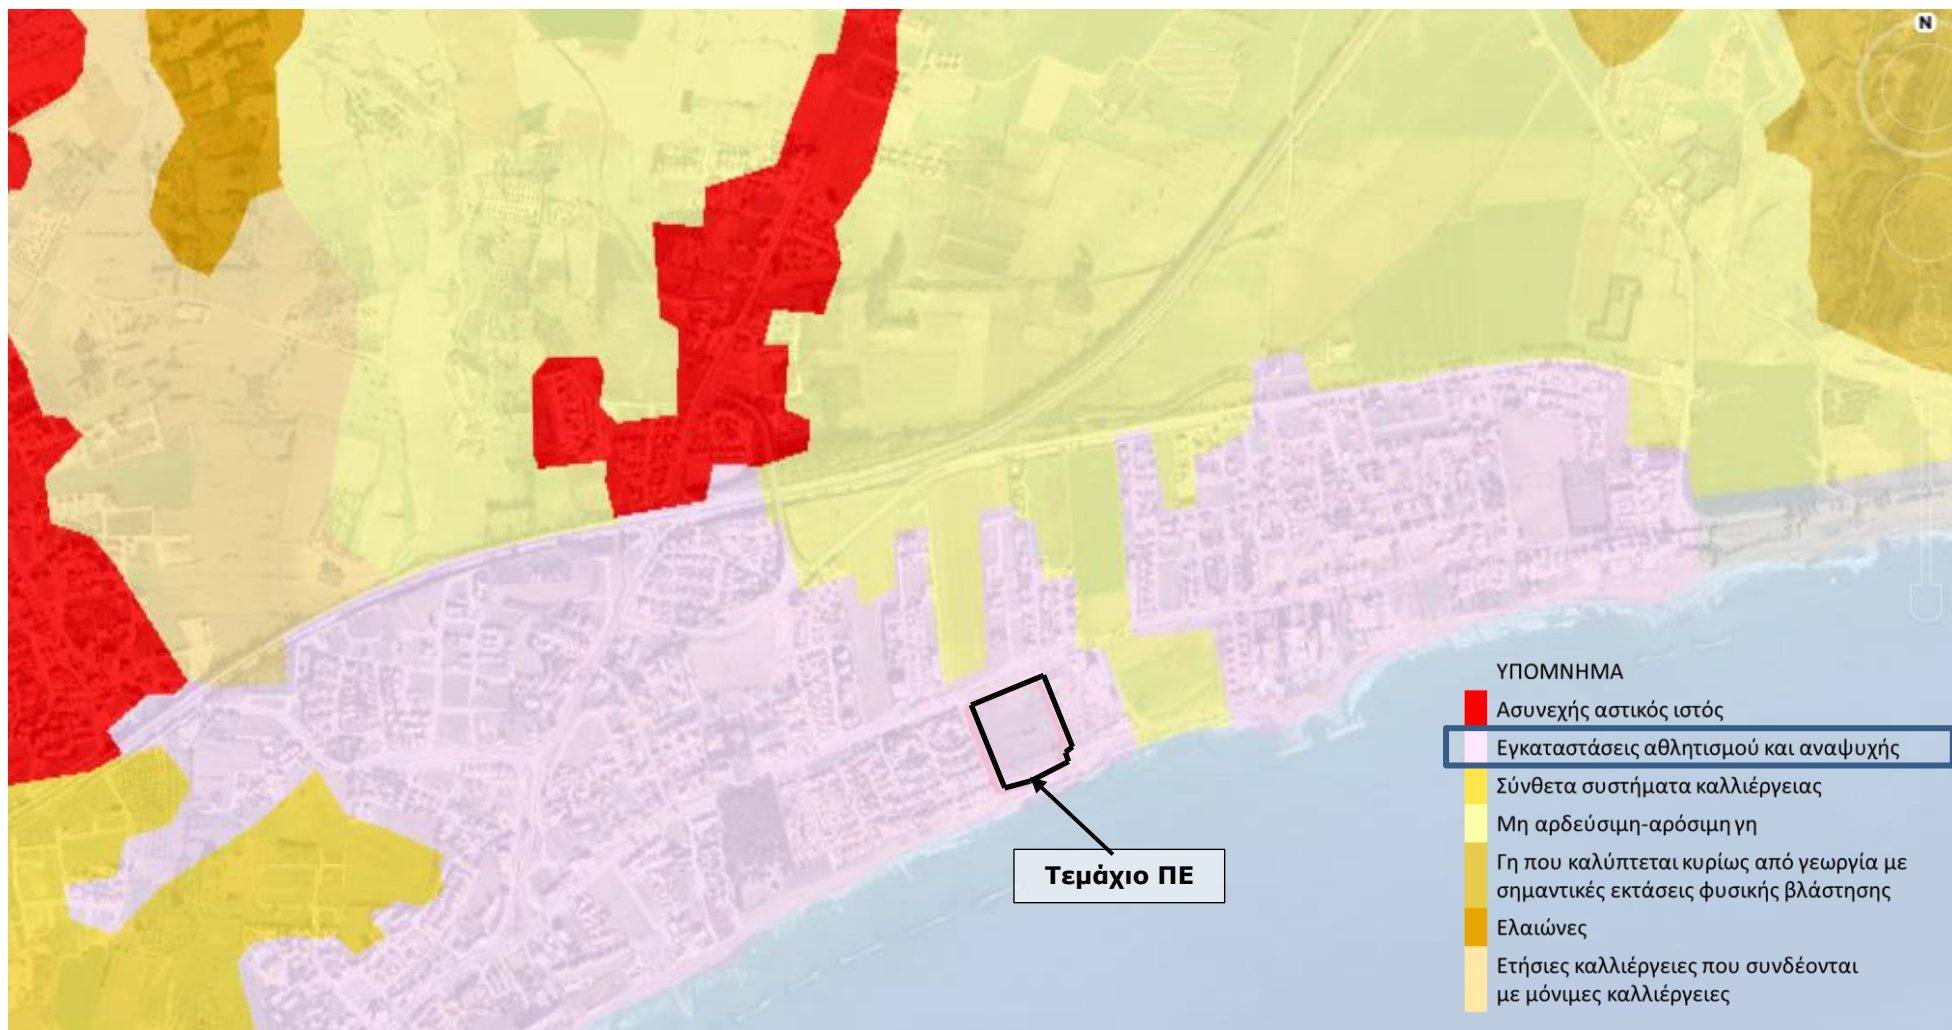 N
ΥΠΟΜΝΗΜΑ
Ασυνεχής αστικός ιστός
Εγκαταστάσεις αθλητισμού και αναψυχής
Σύνθετα συστήματα καλλιέργειας
Μη αρδεύσιμη-αρόσιμη γη
Γη που καλύπτεται κυρίως από γεωργία με
σημαντικές εκτάσεις φυσικής βλάστησης
Ελαιώνες
Ετήσιες καλλιέργειες που συνδέονται
με μόνιμες καλλιέργειες
Τεμάχιο ΠΕ